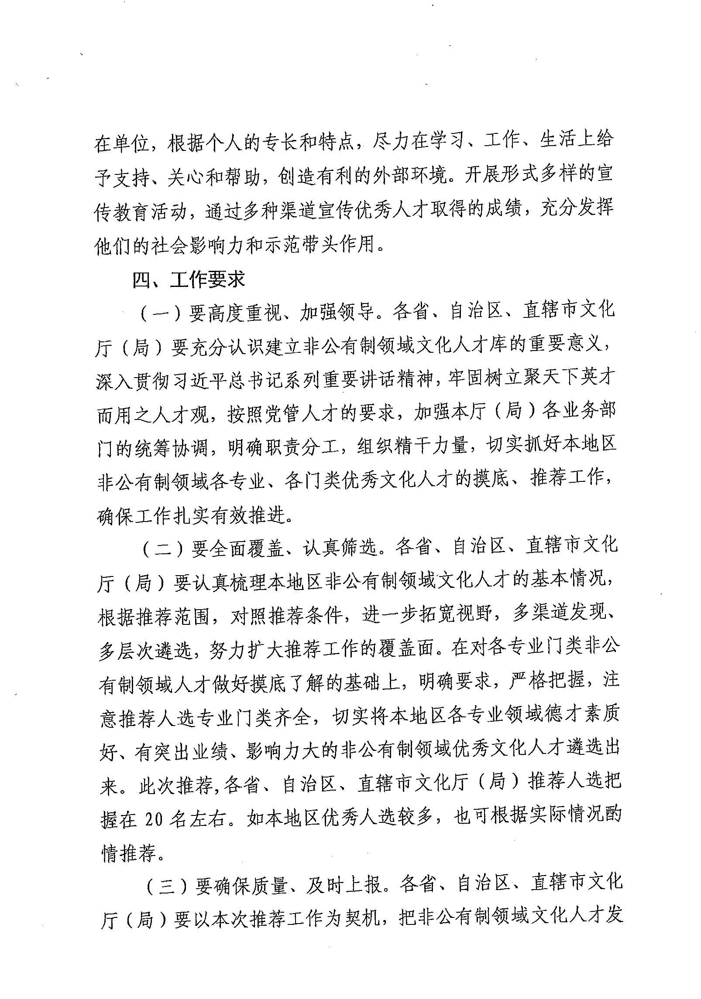 在单位，根据个人的专长和特点，尽力在学习、工作、生活上给
予支持、关心和帮助，创造有利的外部环境。开展形式多样的宣
传教育活动，通过多种渠道宣传优秀人才取得的成绩，充分发挥
他们的社会影响力和示范带头作用。
四、工作要求
（一）要高度重视、加强领导。各省、自治区、直辖市文化
厅（局）要充分认识建立非公有制领域文化人才库的重要意义，
深入贯彻习近平总书记系列重要讲话精神，牢固树立聚天下英才
而用之人才观，按照党管人才的要求，加强本厅（局）各业务部
门的统筹协调，明确职责分工，组织精干力量，切实抓好本地区
非公有制领域各专业、各门类优秀文化人才的摸底、推荐工作，
确保工作扎实有效推进。
（二）要全面覆盖、认真筛选。各省、自治区、直辖市文化
厅（局）要认真梳理本地区非公有制领域文化人才的基本情况，
根据推荐范围，对照推荐条件，进一步拓宽视野，多渠道发现、
多层次遴选，努力扩大推荐工作的覆盖面。在对各专业门类非公
有制领域人才做好摸底了解的基础上，明确要求，严格把握，注
意推荐人选专业门类齐全，切实将本地区各专业领域德才素质
好、有突出业绩、影响力大的非公有制领域优秀文化人才遴选出
来。此次推荐，各省、自治区、直辖市文化厅（局）推荐人选把
握在 20 名左右。如本地区优秀人选较多，也可根据实际情况酌
情推荐。
（三）要确保质量、及时上报。各省、自治区、直辖市文化
厅（局）要以本次推荐工作为契机，把非公有制领域文化人才发